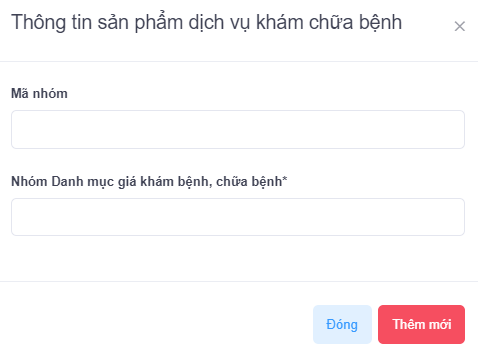 Thông tin sản phẩm dịch vụ khám chữa bệnh
Mã nhóm
Nhóm Danh mục giá khám bệnh, chữa bệnh*
Đóng
Thêm mới